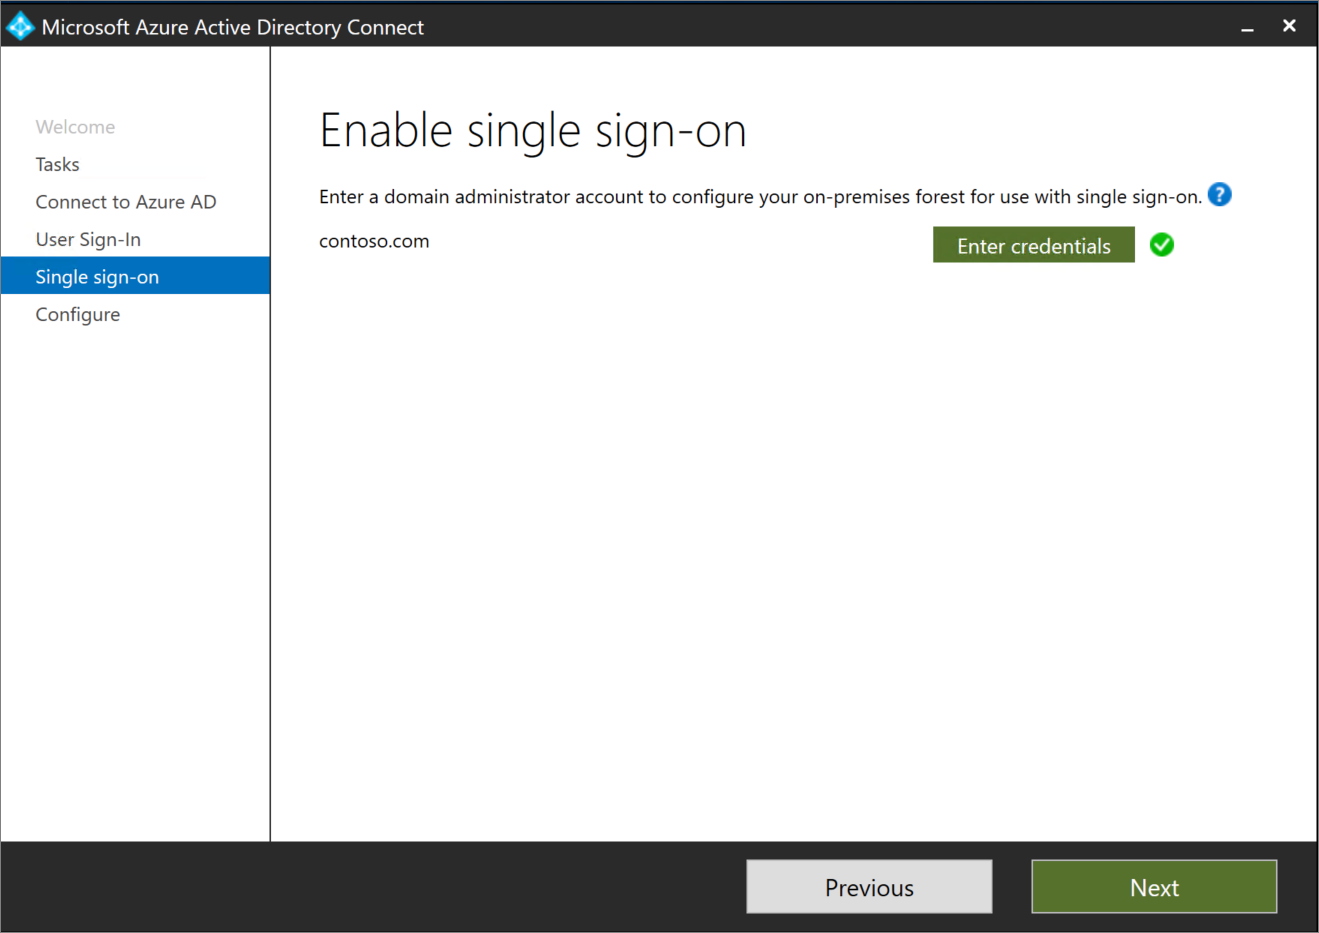 Microsoft Azure Active Directory Connect
Welcome
Tasks
Connect to Azure AD
User Sign-In
Single sign-on
Configure
Enable single sign-on
Enter a domain administrator account to configure your on-premises forest for use with single sign-on. ?
contoso.com
Enter credentials
Previous
Next